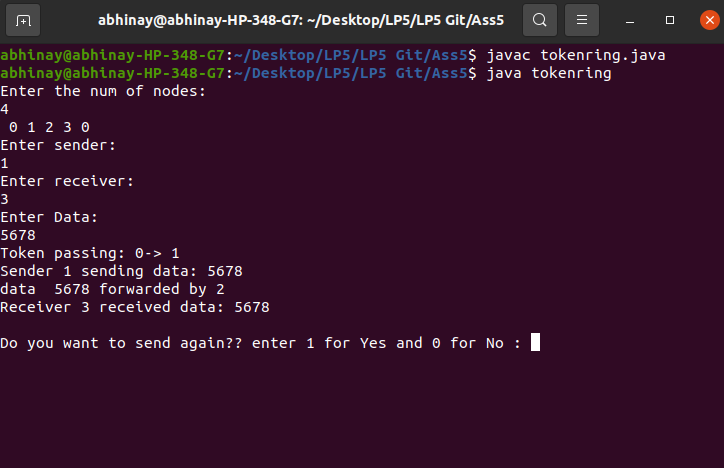 abhinay@abhinay-HP-348-G7: ~/Desktop/LP5/LP5 Git/Ass5
abhinay@abhinay-HP-348-G7:~/Desktop/LP5/LP5 Git/Ass5$ javac tokenring.java
abhinay@abhinay-HP-348-G7:~/Desktop/LP5/LP5 Git/Ass5$ java tokenring
Enter the num of nodes:
4
 0 1 2 3 0
Enter sender:
1
Enter receiver:
3
Enter Data:
5678
Token passing: 0-> 1
Sender 1 sending data: 5678
data  5678 forwarded by 2
Receiver 3 received data: 5678

Do you want to send again?? enter 1 for Yes and 0 for No :